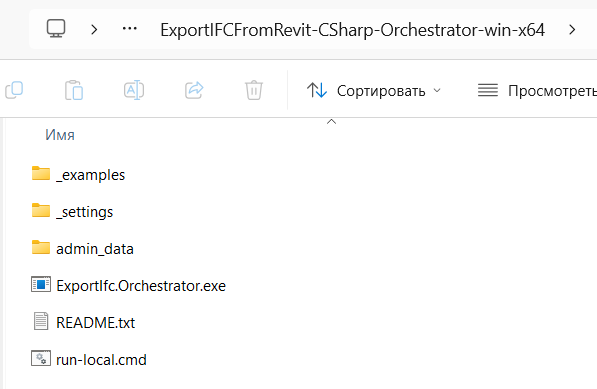 ExportIFCFromRevit-CSharp-Orchestrator-win-x64
Сортировать Просмотреть
Имя
_examples
_settings
admin_data
ExportIfc.Orchestrator.exe
README.txt
run-local.cmd